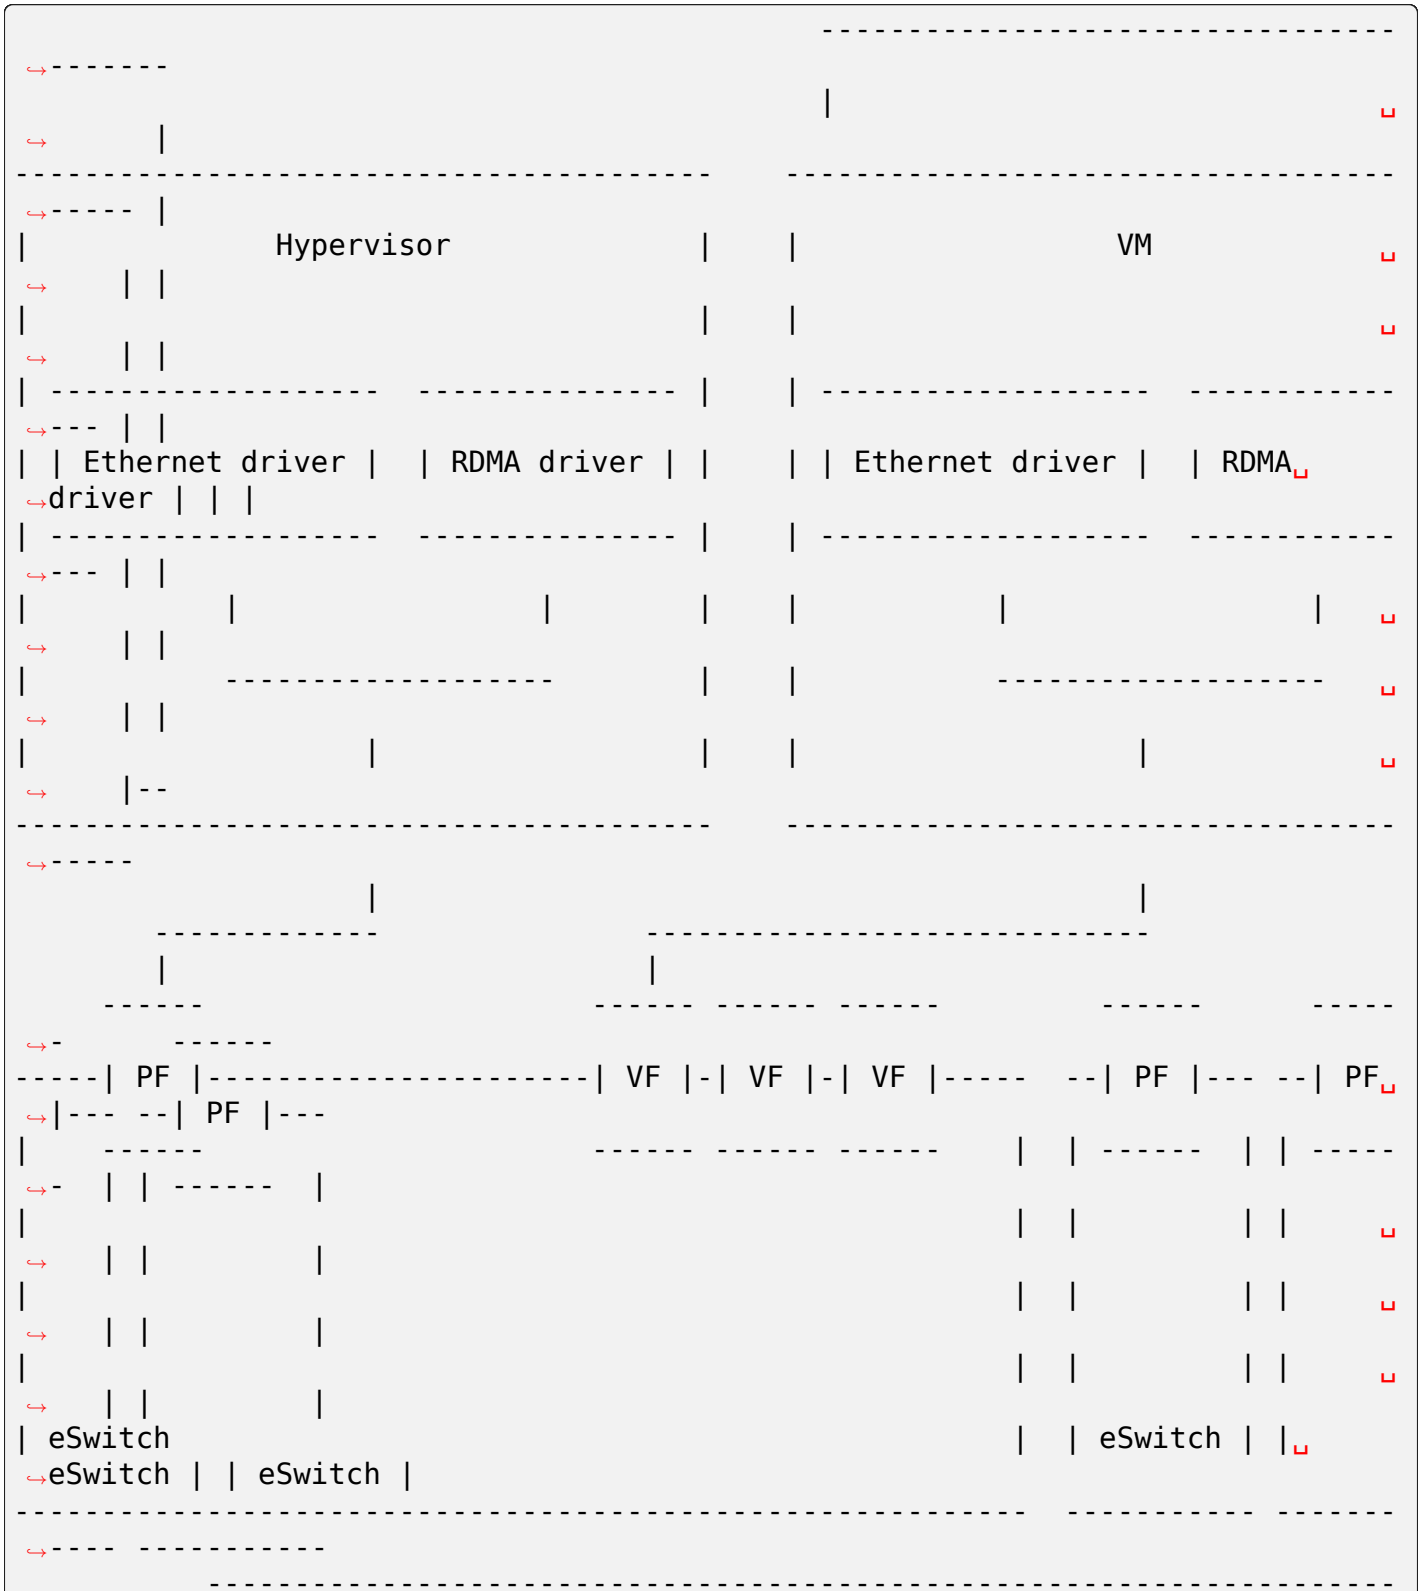 ---------------------------------
↪-------
                                              |                                ␣
↪      |
----------------------------------------    -----------------------------------
↪----- |
|              Hypervisor              |    |                  VM             ␣
↪    | |
|                                      |    |                                 ␣
↪    | |
| -------------------  --------------- |    | -------------------  ------------
↪--- | |
| | Ethernet driver |  | RDMA driver | |    | | Ethernet driver |  | RDMA␣
↪driver | | |
| -------------------  --------------- |    | -------------------  ------------
↪--- | |
|           |                 |        |    |           |                 |   ␣
↪    | |
|           -------------------        |    |           -------------------   ␣
↪    | |
|                   |                  |    |                   |             ␣
↪    |--
----------------------------------------    -----------------------------------
↪-----
                    |                                           |
        -------------               -----------------------------
        |                           |
     ------                      ------ ------ ------         ------      -----
↪-      ------
-----| PF |----------------------| VF |-| VF |-| VF |-----  --| PF |--- --| PF␣
↪|--- --| PF |---
|    ------                      ------ ------ ------    |  | ------  | | -----
↪-  | | ------  |
|                                                        |  |         | |     ␣
↪   | |         |
|                                                        |  |         | |     ␣
↪   | |         |
|                                                        |  |         | |     ␣
↪   | |         |
| eSwitch                                                |  | eSwitch | |␣
↪eSwitch | | eSwitch |
----------------------------------------------------------  ----------- -------
↪---- -----------
           --------------------------------------------------------------------